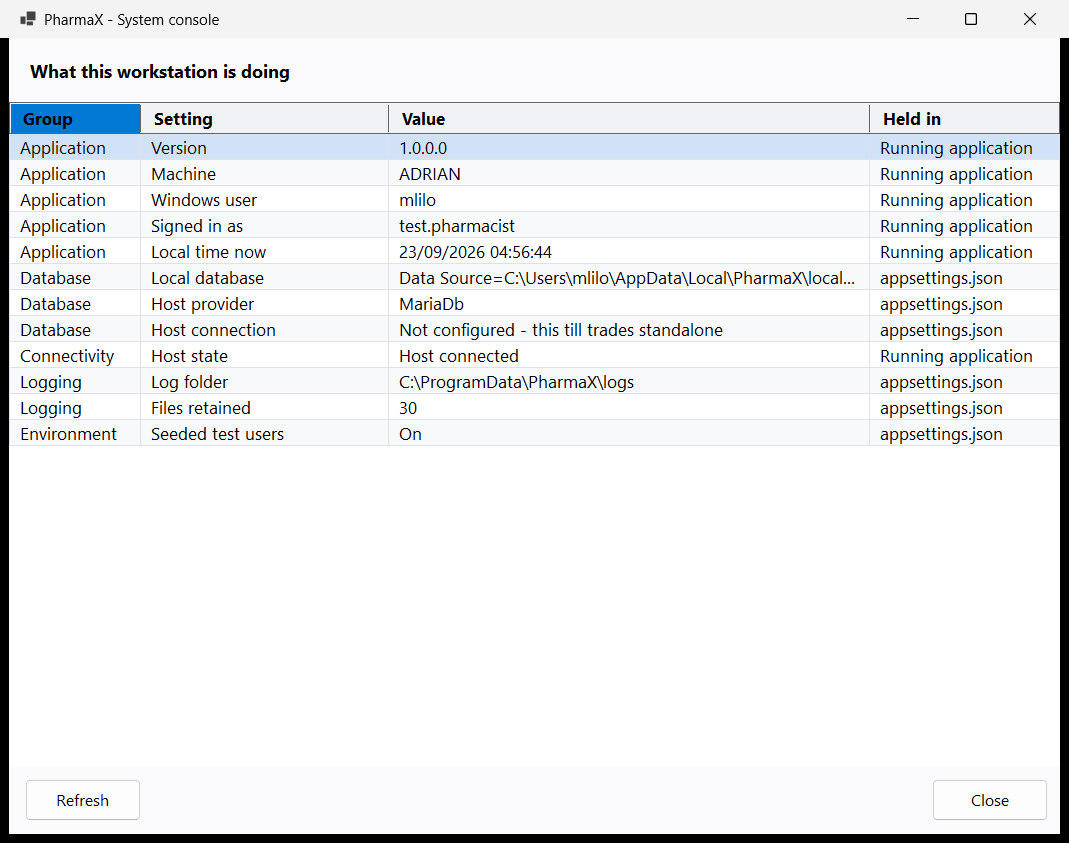 PharmaX - System console
What this workstation is doing
Group Setting Value Held in
Application Version 1.0.0.0 Running application
Application Machine ADRIAN Running application
Application Windows user mlilo Running application
Application Signed in as test.pharmacist Running application
Application Local time now 23/09/2026 04:56:44 Running application
Database Local database Data Source=C:\Users\mlilo\AppData\Local\PharmaX\local... appsettings.json
Database Host provider MariaDb appsettings.json
Database Host connection Not configured - this till trades standalone appsettings.json
Connectivity Host state Host connected Running application
Logging Log folder C:\ProgramData\PharmaX\logs appsettings.json
Logging Files retained 30 appsettings.json
Environment Seeded test users On appsettings.json
Refresh Close